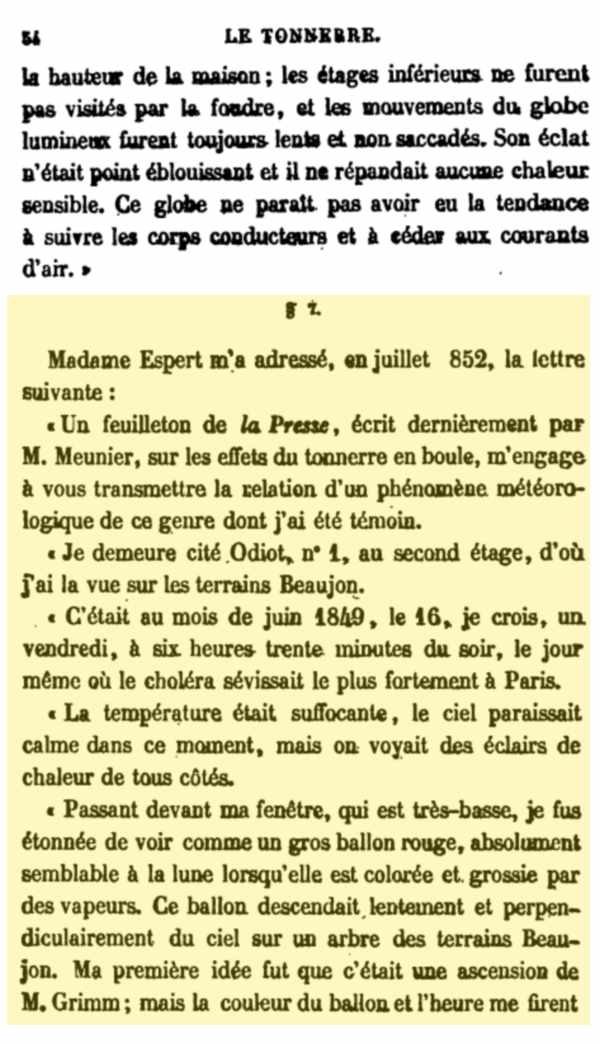 54 LE TONNERRE.
la hauteur de la maison ; les étages inférieurs ne furent
pas visités par la foudre, et les mouvements du globe
lumineux furent toujours lents et non saccadés. Son éclat
n'était point éblouissant et il ne répandait aucune chaleur
sensible. Ce globe ne paraît pas avoir eu la tendance
à suivre les corps conducteurs et à céder aux courants
d'air. »
§ 7.
Madame Espert m'a adressé, en juillet 852, la lettre
suivante :
« Un feuilleton de la Presse, écrit dernièrement par
M. Meunier, sur les effets du tonnerre en boule, m'engage
à vous transmettre la relation d'un phénomène météoro-
logique de ce genre dont j'ai été témoin.
« Je demeure cité Odiot, n° 1, au second étage, d'où
j'ai la vue sur les terrains Beaujon.
« C'était au mois de juin 1849, le 16, je crois, un
vendredi, à six heures trente minutes du soir, le jour
même où le choléra sévissait le plus fortement à Paris.
« La température était suffocante, le ciel paraissait
calme dans ce moment, mais on voyait des éclairs de
chaleur de tous côtés.
« Passant devant ma fenêtre, qui est très-basse, je fus
étonnée de voir comme un gros ballon rouge, absolument
semblable à la lune lorsqu'elle est colorée et grossie par
des vapeurs. Ce ballon descendait lentement et perpen-
diculairement du ciel sur un arbre des terrains Beau-
jon. Ma première idée fut que c'était une ascension de
M. Grimm ; mais la couleur du ballon et l'heure me firent